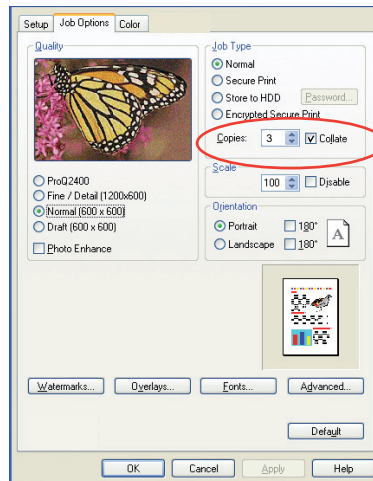 Setup Job Options Color
Quality
ProQ2400
Fine / Detail (1200x600)
Normal (600 x 600)
Draft (600 x 600)
Photo Enhance
Job Type
Normal
Secure Print
Store to HDD Password...
Encrypted Secure Print
Copies: 3 Collate
Scale
100 Disable
Orientation
Portrait 180°
Landscape 180°
A
Watermarks... Overlays... Fonts... Advanced...
Default
OK Cancel Apply Help